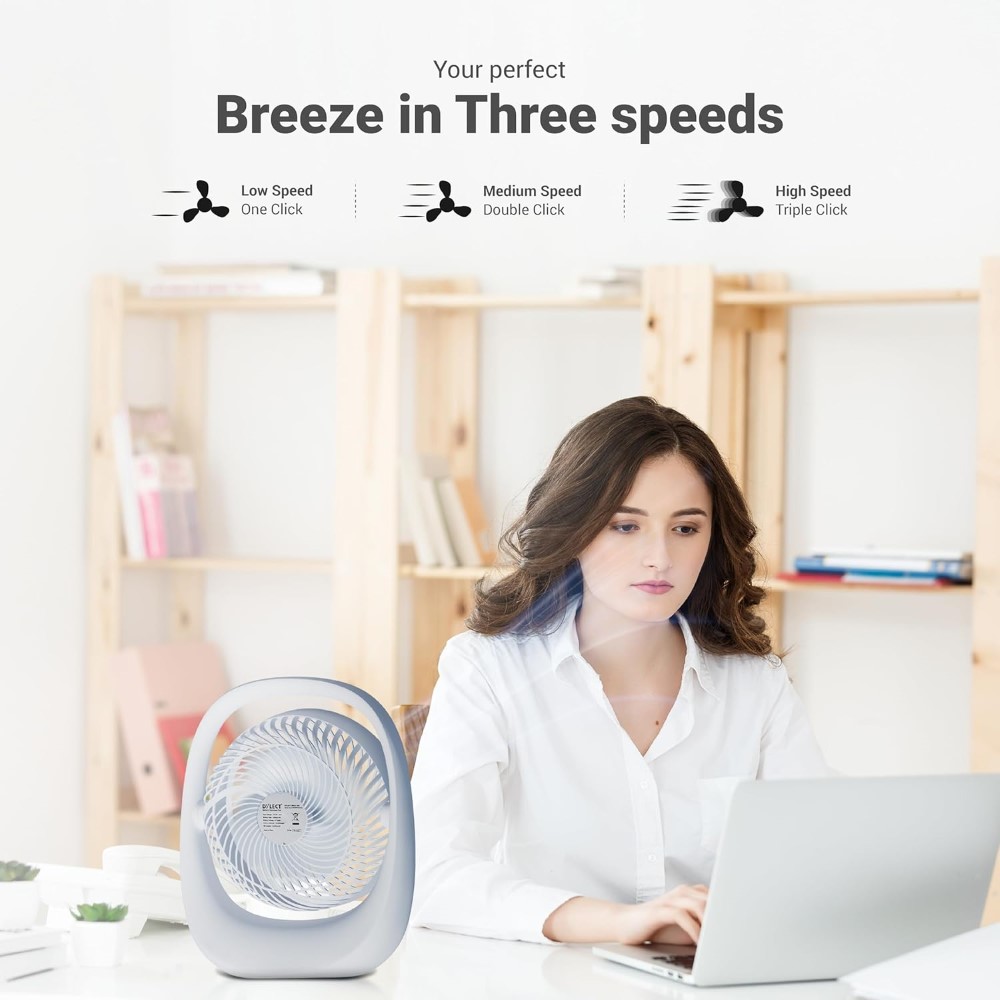 Your perfect
Breeze in Three speeds
Low Speed
One Click
Medium Speed
Double Click
High Speed
Triple Click